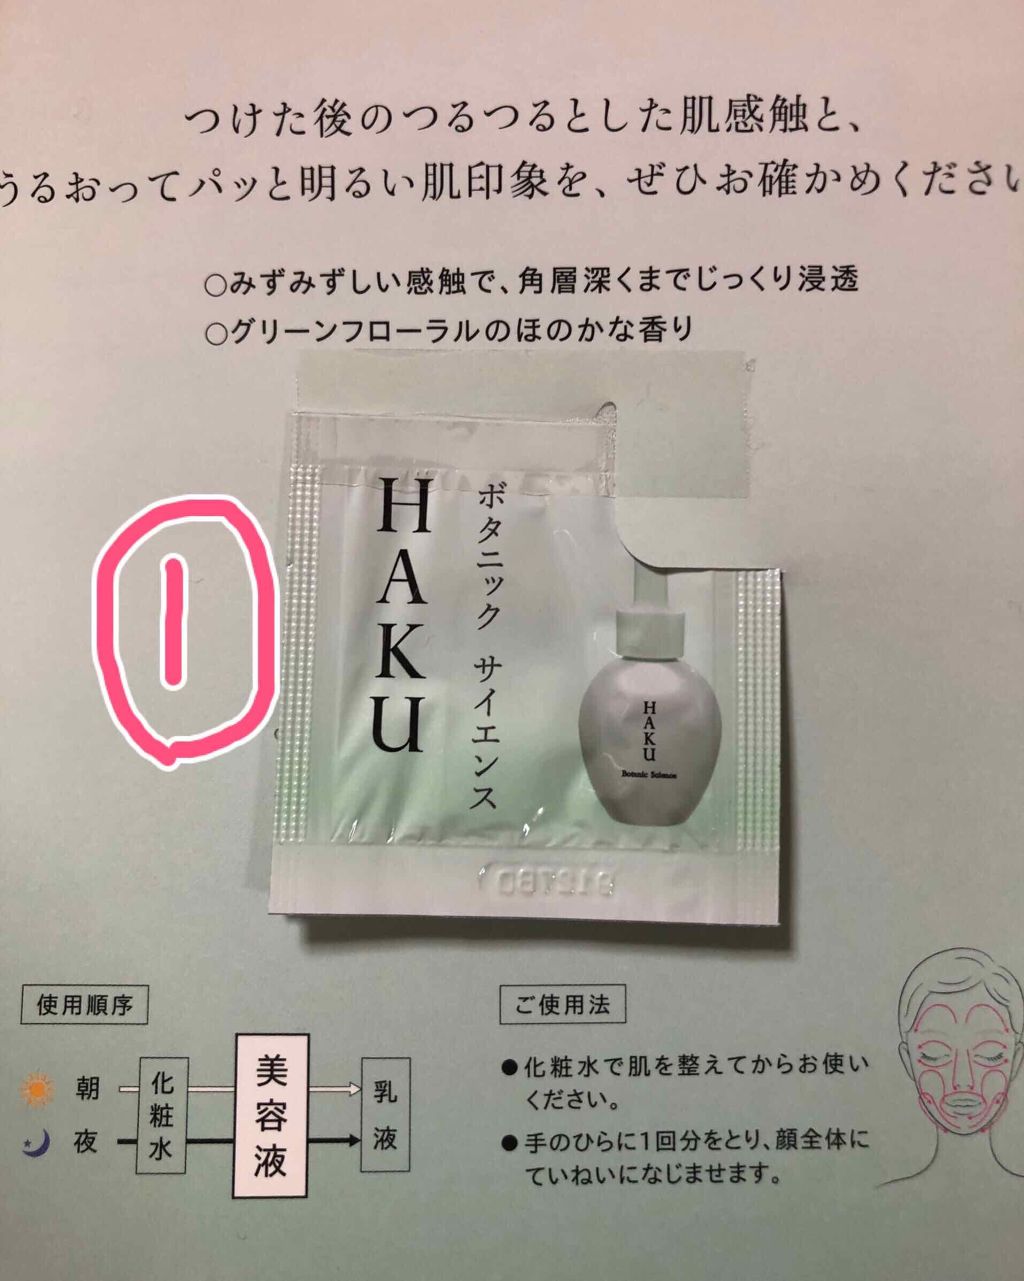 つけた後のつるつるとした肌感触と、
うるおってパッと明るい肌印象を、ぜひお確かめください
○みずみずしい感触で、角層深くまでじっくり浸透
○グリーンフローラルのほのかな香り
1
HAKU
ボタニック サイエンス
HAKU
Botanic Science
使用順序
朝
夜
化粧水
美容液
乳液
ご使用法
●化粧水で肌を整えてからお使い
ください。
●手のひらに1回分をとり、顔全体に
ていねいになじませます。